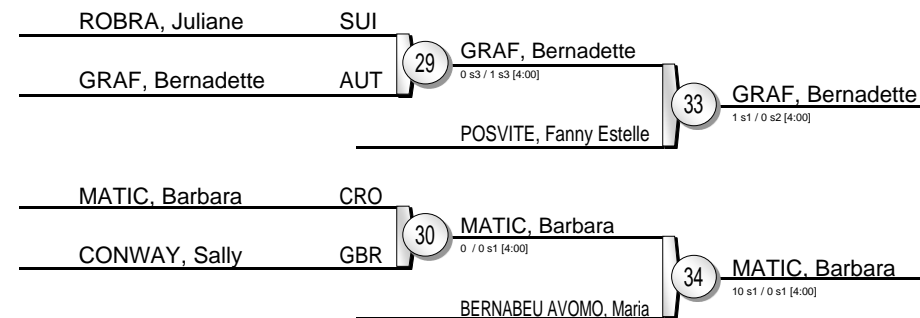 ROBRA, Juliane SUI
GRAF, Bernadette AUT
29
GRAF, Bernadette
0 s3 / 1 s3 [4:00]
POSVITE, Fanny Estelle
33
GRAF, Bernadette
1 s1 / 0 s2 [4:00]
MATIC, Barbara CRO
CONWAY, Sally GBR
30
MATIC, Barbara
0 / 0 s1 [4:00]
BERNABEU AVOMO, Maria
34
MATIC, Barbara
10 s1 / 0 s1 [4:00]